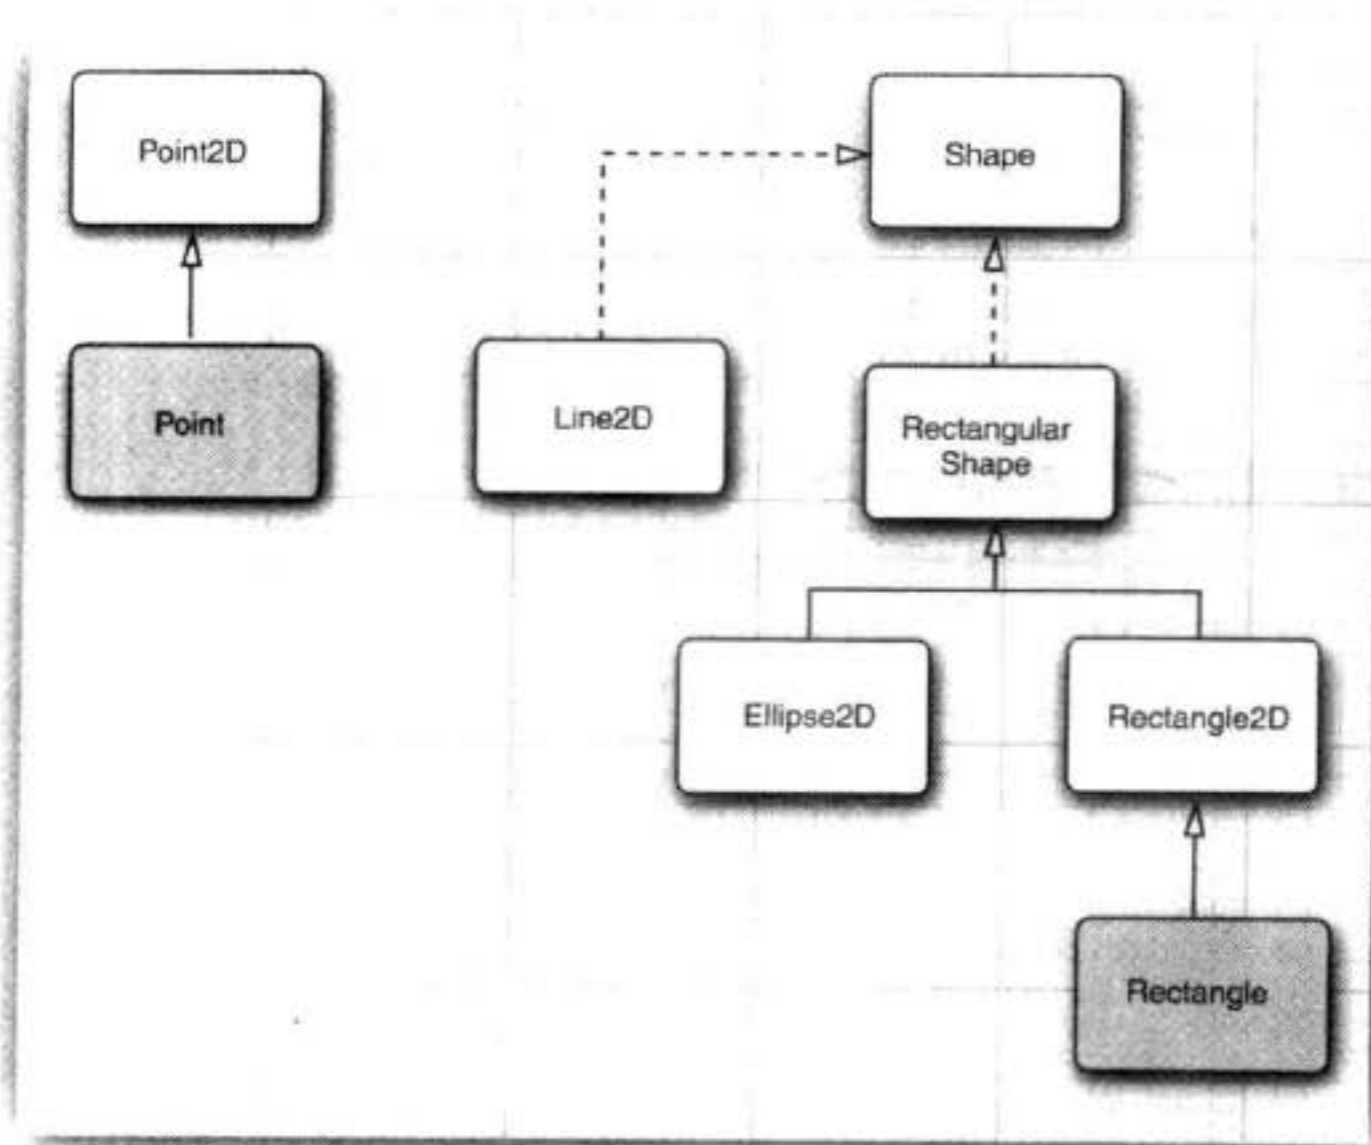 Point2D
Shape
Point
Line2D
Rectangular
Shape
Ellipse2D
Rectangle2D
Rectangle